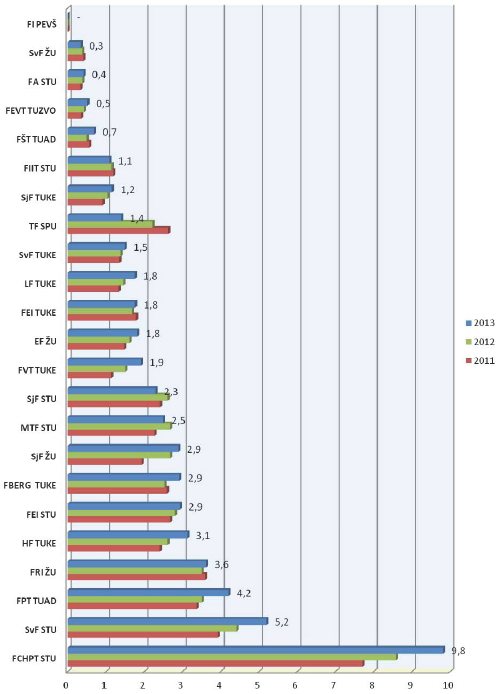 FI PEVŠ -
SvF ŽU 0,3
FA STU 0,4
FEVT TUZVO 0,5
FŠT TUAD 0,7
FIIT STU 1,1
SjF TUKE 1,2
TF SPU 1,4
SvF TUKE 1,5
LF TUKE 1,8
FEI TUKE 1,8
EF ŽU 1,8
FVT TUKE 1,9
SjF STU 2,3
MTF STU 2,5
SjF ŽU 2,9
FBERG TUKE 2,9
FEI STU 2,9
HF TUKE 3,1
FRI ŽU 3,6
FPT TUAD 4,2
SvF STU 5,2
FCHPT STU 9,8
0 1 2 3 4 5 6 7 8 9 10
2013
2012
2011